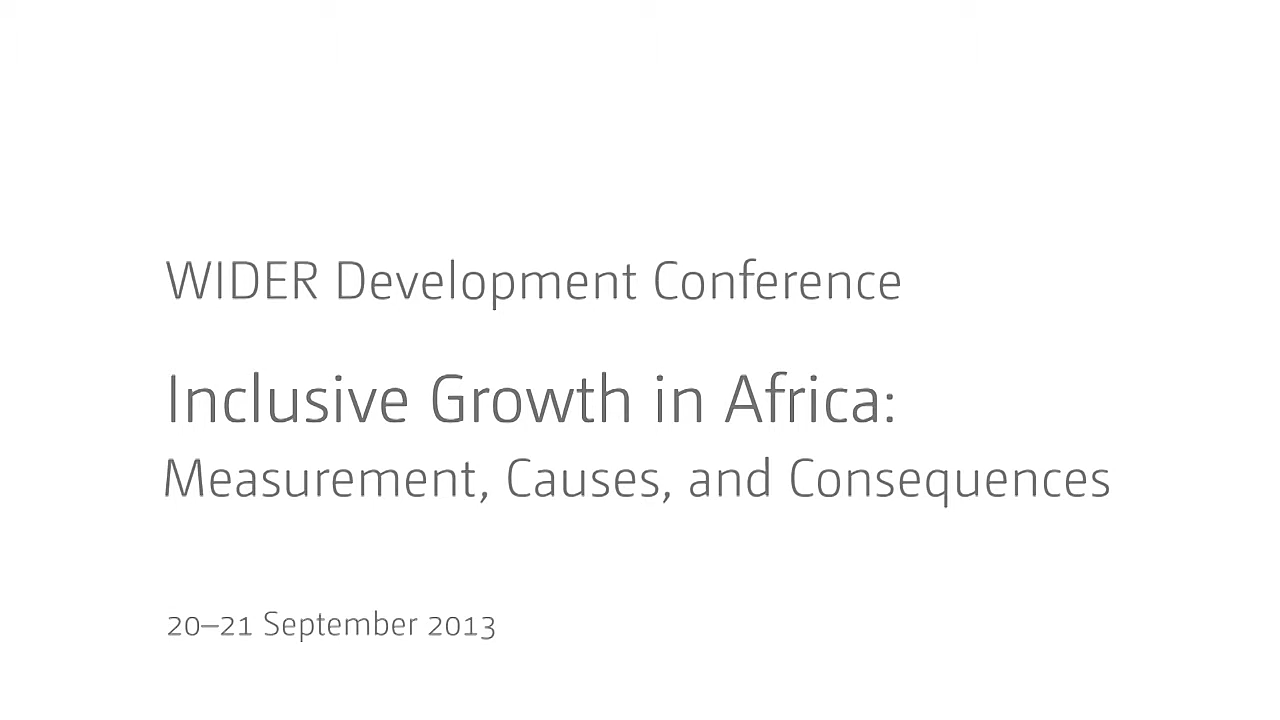 WIDER Development Conference
Inclusive Growth in Africa:
Measurement, Causes, and Consequences
20–21 September 2013